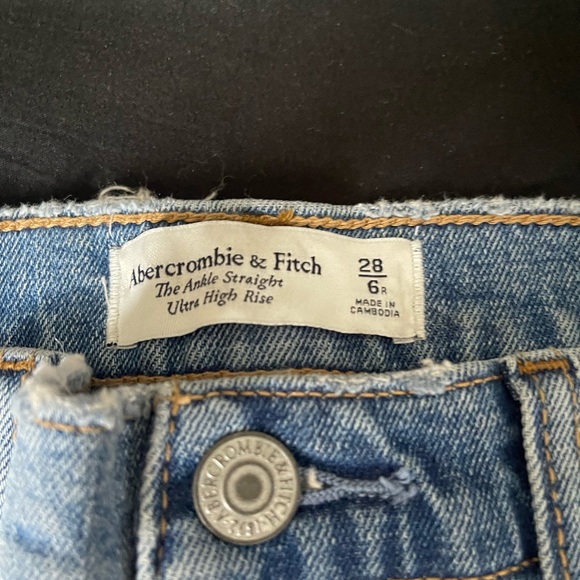 Abercrombie & Fitch
The Ankle Straight
Ultra High Rise
28
6R
MADE IN
CAMBODIA
ABERCROMBIE & FITCH